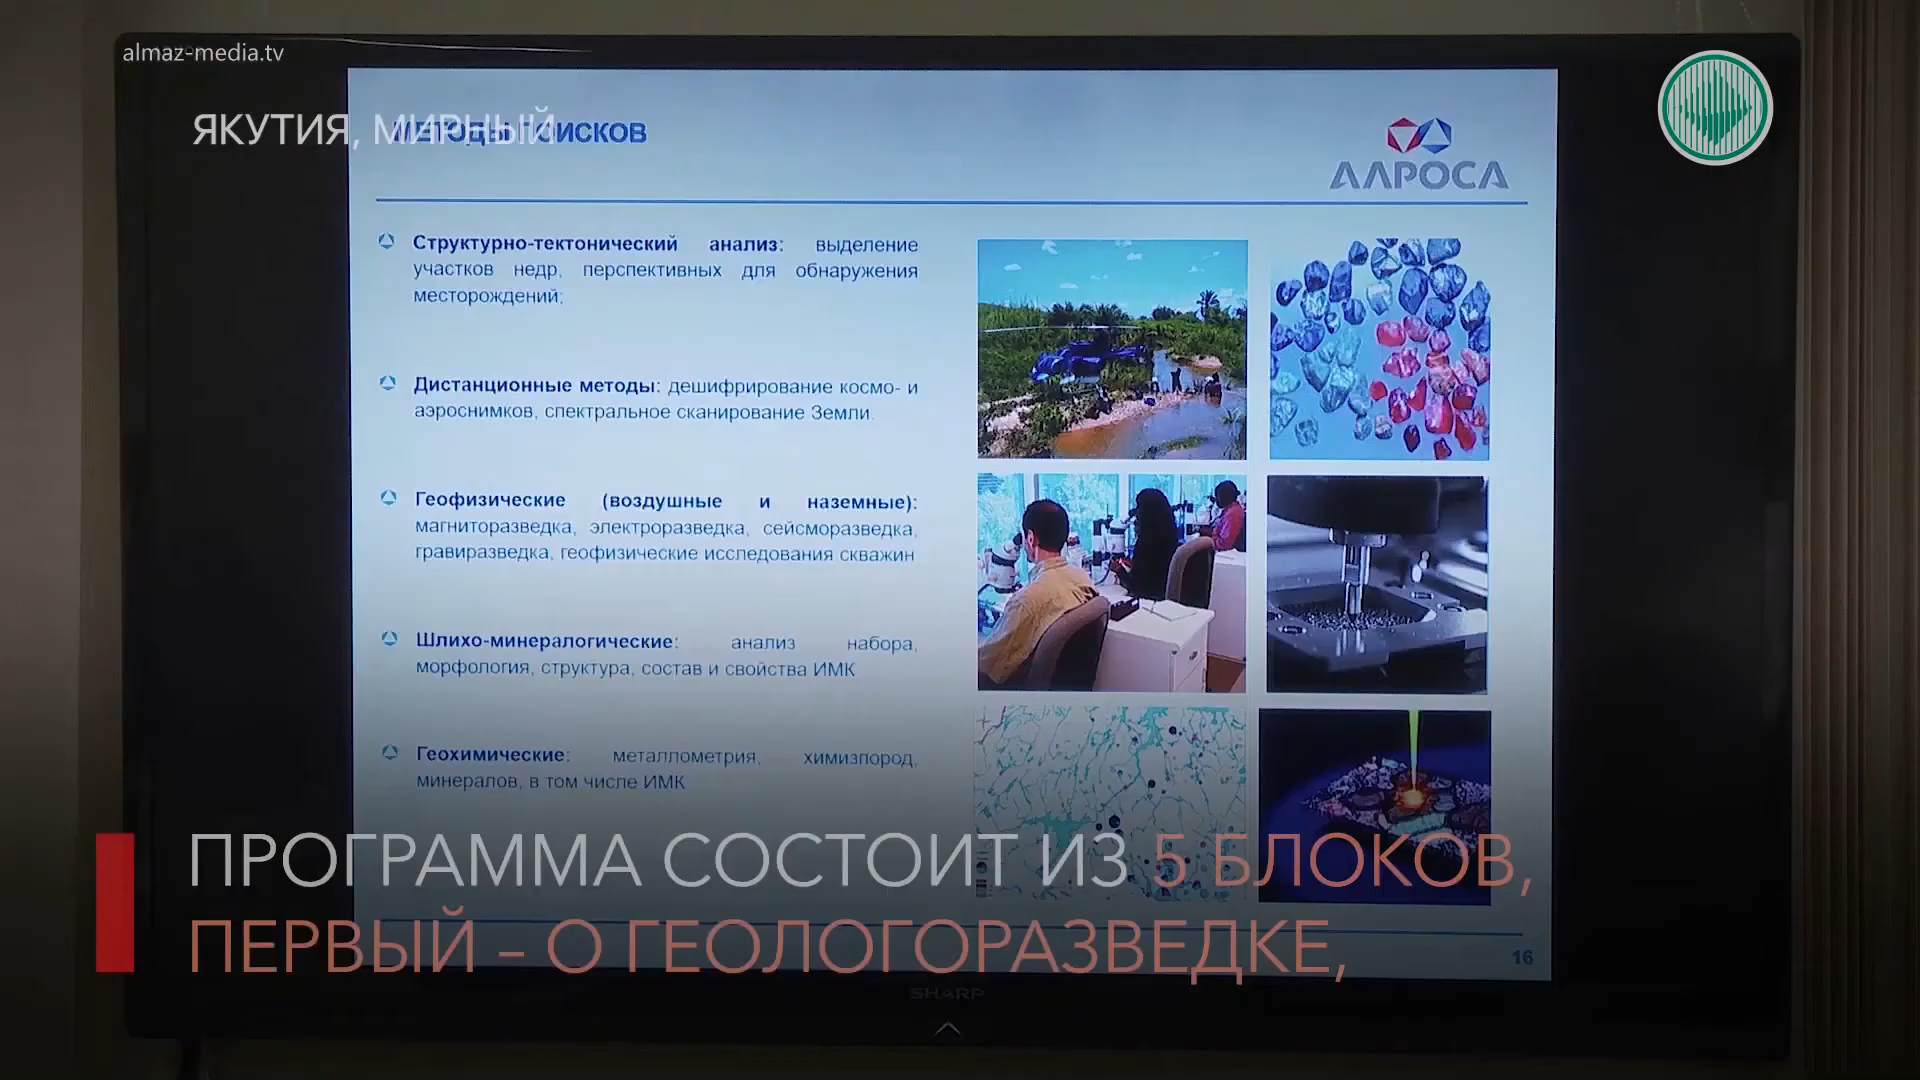 almaz-media.tv
ЯКУТИЯ, МИРНЫЙ
МЕТОДЫ ПОИСКОВ
АЛРОСА
Структурно-тектонический анализ: выделение
участков недр, перспективных для обнаружения
месторождений;
Дистанционные методы: дешифрирование космо- и
аэроснимков, спектральное сканирование Земли.
Геофизические (воздушные и наземные):
магниторазведка, электроразведка, сейсморазведка,
гравиразведка, геофизические исследования скважин
Шлихо-минералогические: анализ набора,
морфология, структура, состав и свойства ИМК
Геохимические: металлометрия, химизпород,
минералов, в том числе ИМК
ПРОГРАММА СОСТОИТ ИЗ 5 БЛОКОВ,
ПЕРВЫЙ – О ГЕОЛОГОРАЗВЕДКЕ,
16
SHARP